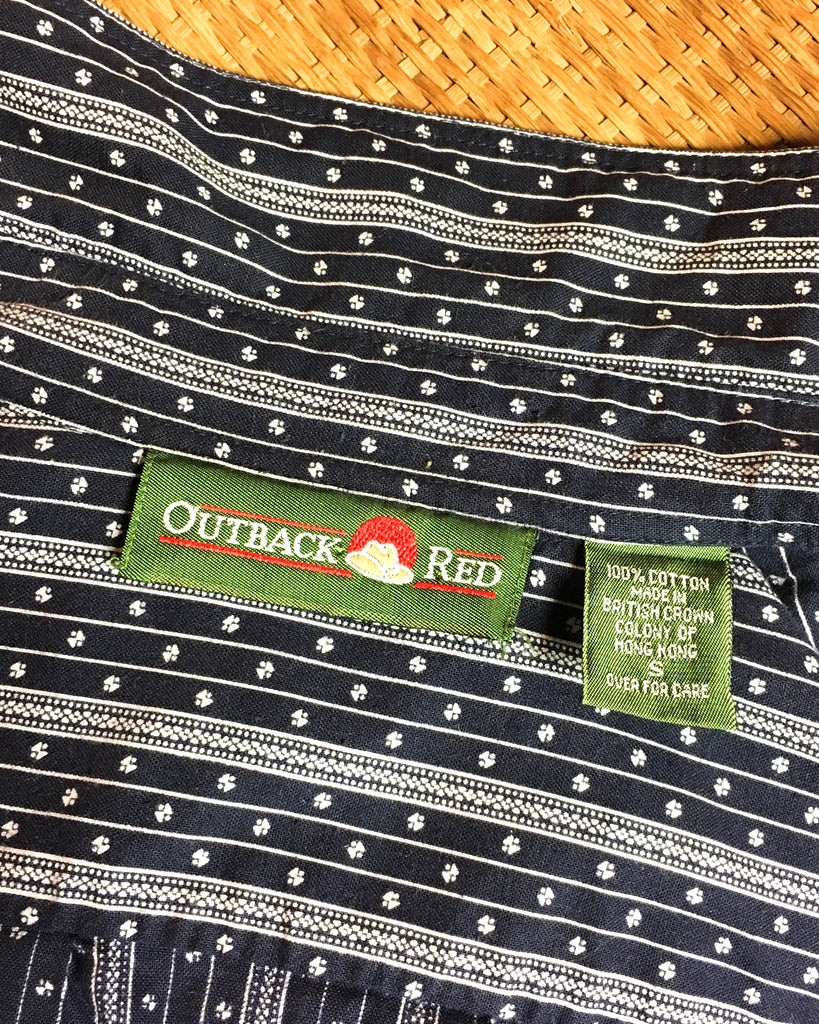 OUTBACK RED
100% COTTON
MADE IN
BRITISH CROWN
COLONY OF
HONG KONG
S
OVER FOR CARE